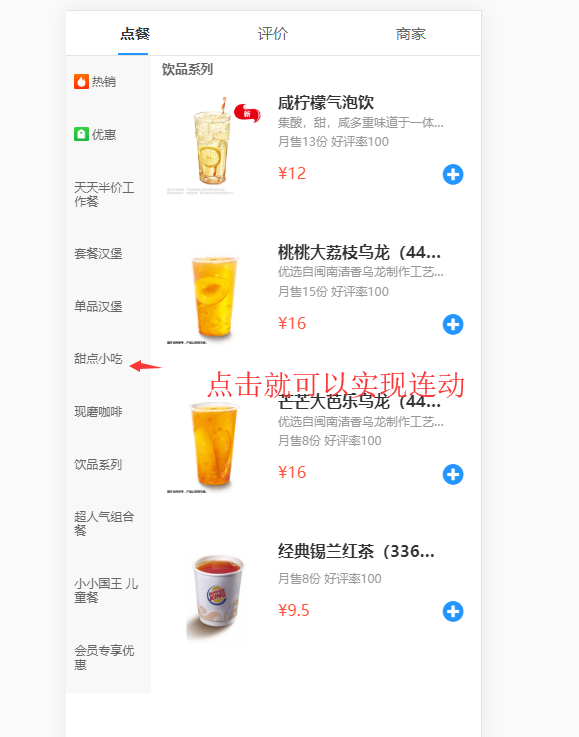 点餐 评价 商家
热销
优惠
天天半价工
作餐
套餐汉堡
单品汉堡
甜点小吃
现磨咖啡
饮品系列
超人气组合
餐
小小国王 儿
童餐
会员专享优
惠
饮品系列
新
咸柠檬气泡饮
集酸，甜，咸多重味道于一体...
月售13份 好评率100
¥12
桃桃大荔枝乌龙（44...
优选自闽南清香乌龙制作工艺...
月售15份 好评率100
¥16
点击就可以实现连动
芒芒大芭乐乌龙（44...
优选自闽南清香乌龙制作工艺...
月售8份 好评率100
¥16
经典锡兰红茶（336...
月售8份 好评率100
¥9.5
BURGER
KING